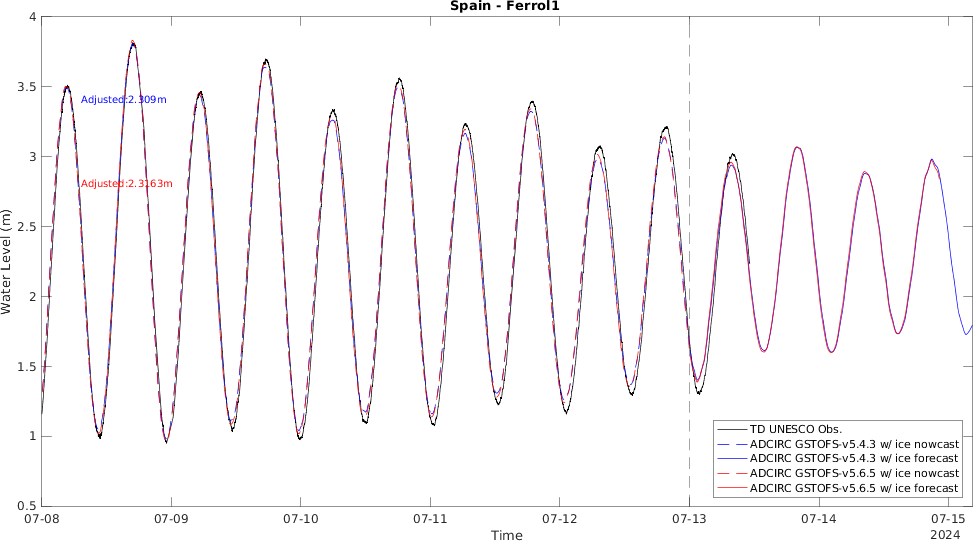 Spain - Ferrol1
4
3.5
3
2.5
2
1.5
1
0.5
Water Level (m)
Adjusted:2.309m
Adjusted:2.3163m
TD UNESCO Obs.
ADCIRC GSTOFS-v5.4.3 w/ ice nowcast
ADCIRC GSTOFS-v5.4.3 w/ ice forecast
ADCIRC GSTOFS-v5.6.5 w/ ice nowcast
ADCIRC GSTOFS-v5.6.5 w/ ice forecast
07-08 07-09 07-10 07-11 07-12 07-13 07-14 07-15
Time
2024